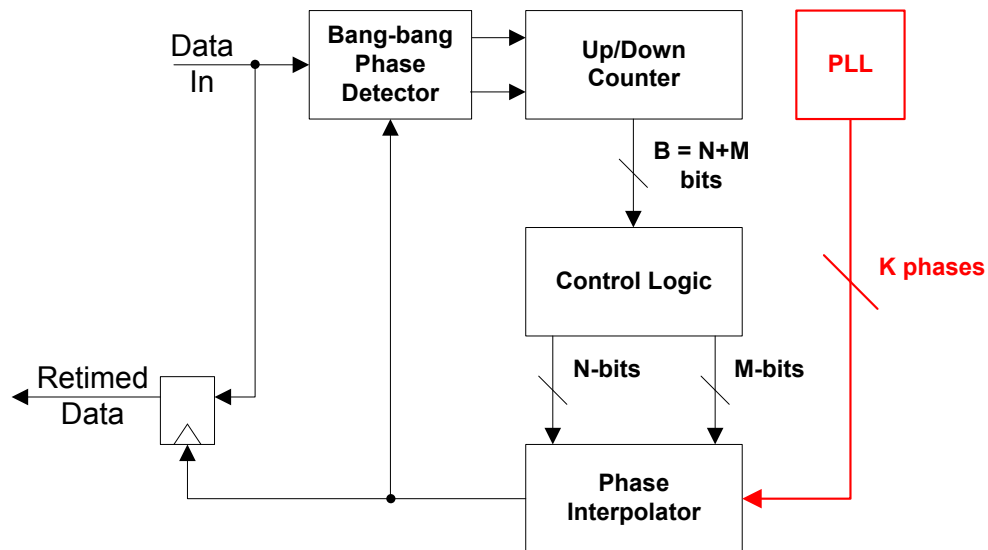 Data
In
Bang-bang
Phase
Detector
Up/Down
Counter
PLL
B = N+M
bits
K phases
Control Logic
N-bits
M-bits
Retimed
Data
Phase
Interpolator